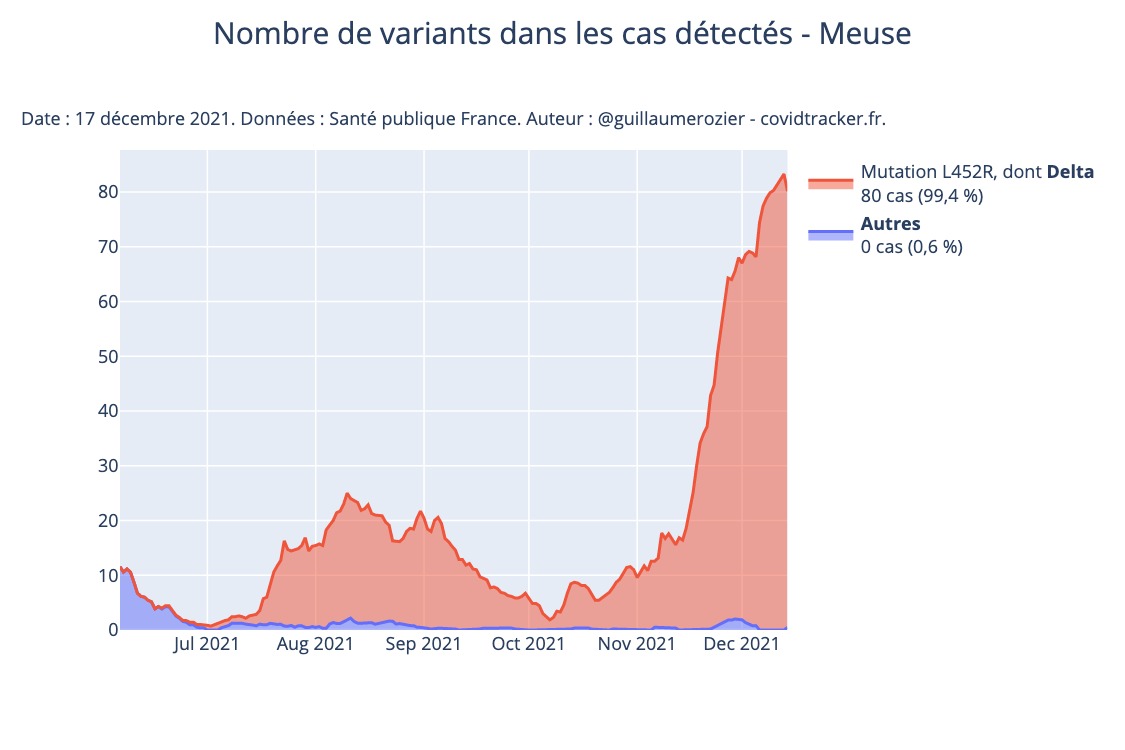 Nombre de variants dans les cas détectés - Meuse
Date : 17 décembre 2021. Données : Santé publique France. Auteur : @guillaumerozier - covidtracker.fr.
Mutation L452R, dont Delta
80 cas (99,4 %)
Autres
0 cas (0,6 %)
80
70
60
50
40
30
20
10
0
Jul 2021 Aug 2021 Sep 2021 Oct 2021 Nov 2021 Dec 2021